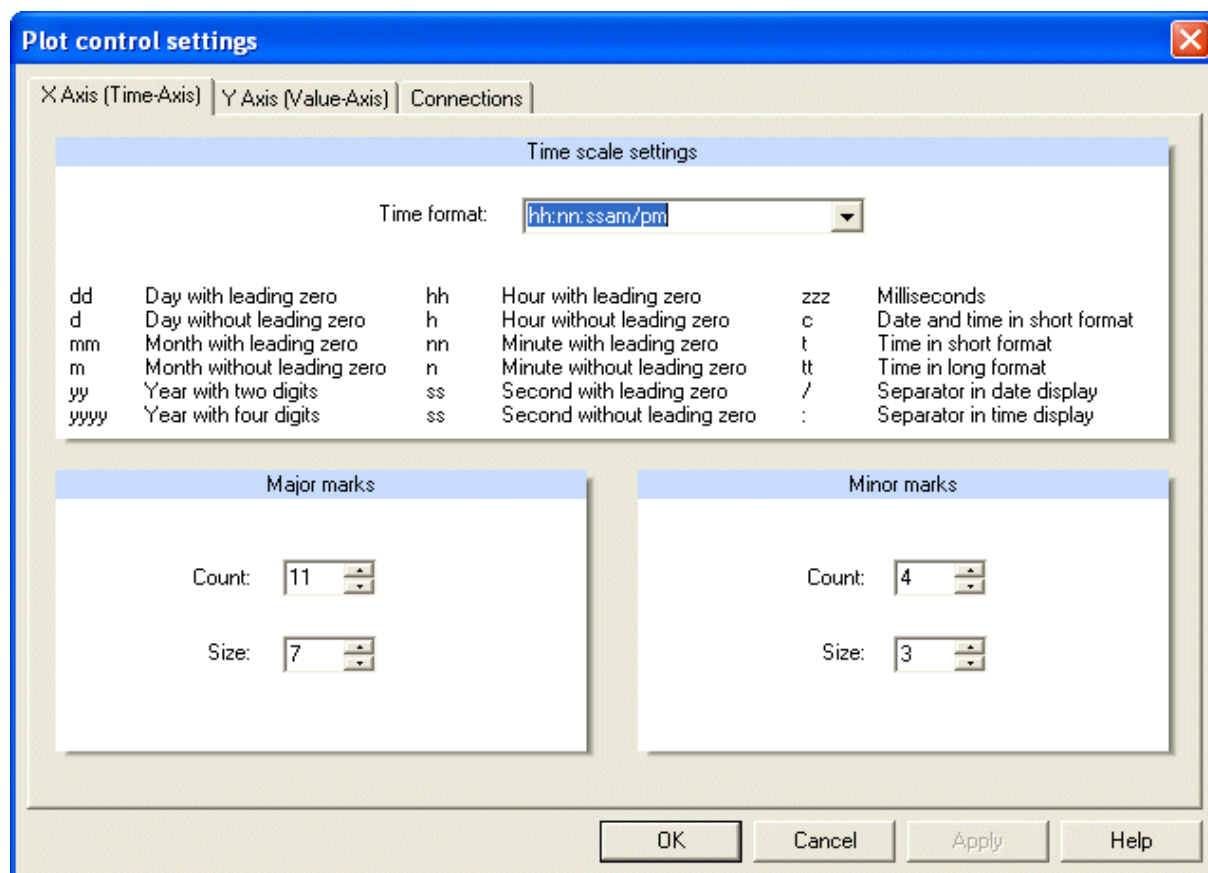 Plot control settings
X Axis (Time-Axis) Y Axis (Value-Axis) Connections
Time scale settings
Time format: hh:nn:ssam/pm
dd Day with leading zero hh Hour with leading zero zzz Milliseconds
d Day without leading zero h Hour without leading zero c Date and time in short format
mm Month with leading zero nn Minute with leading zero t Time in short format
m Month without leading zero n Minute without leading zero tt Time in long format
yy Year with two digits ss Second with leading zero / Separator in date display
yyyy Year with four digits ss Second without leading zero : Separator in time display
Major marks Minor marks
Count: 11 Count: 4
Size: 7 Size: 3
OK Cancel Apply Help